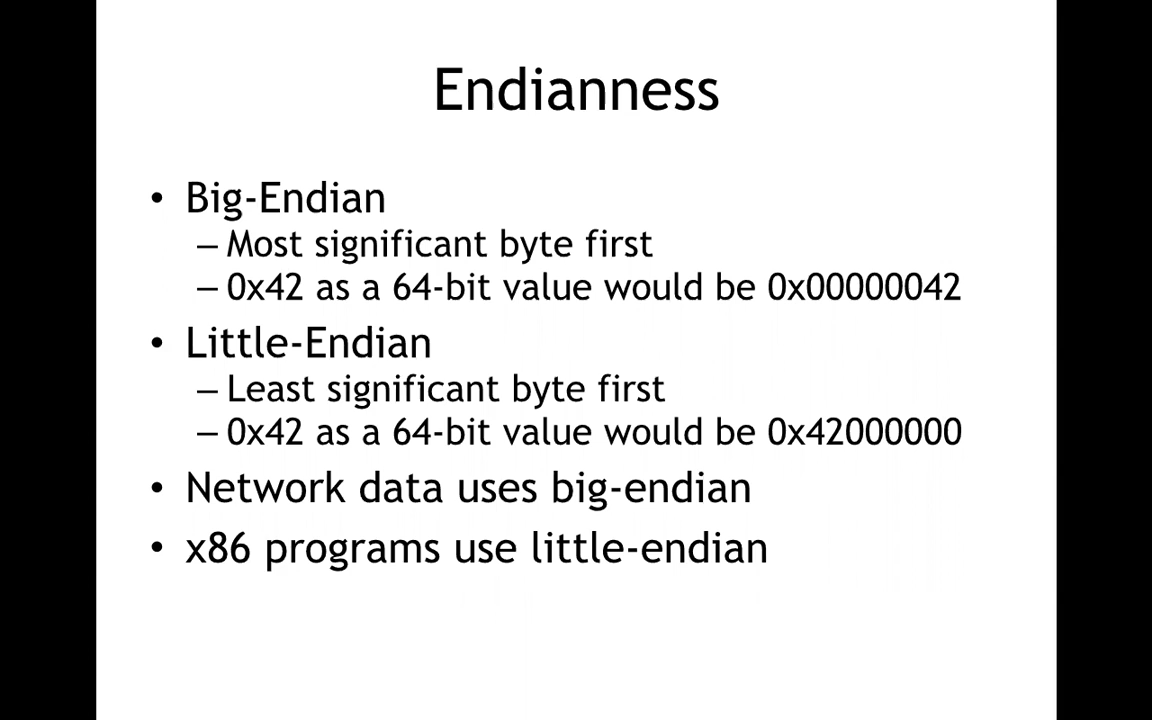 Endianness
• Big-Endian
– Most significant byte first
– 0x42 as a 64-bit value would be 0x00000042
• Little-Endian
– Least significant byte first
– 0x42 as a 64-bit value would be 0x42000000
• Network data uses big-endian
• x86 programs use little-endian